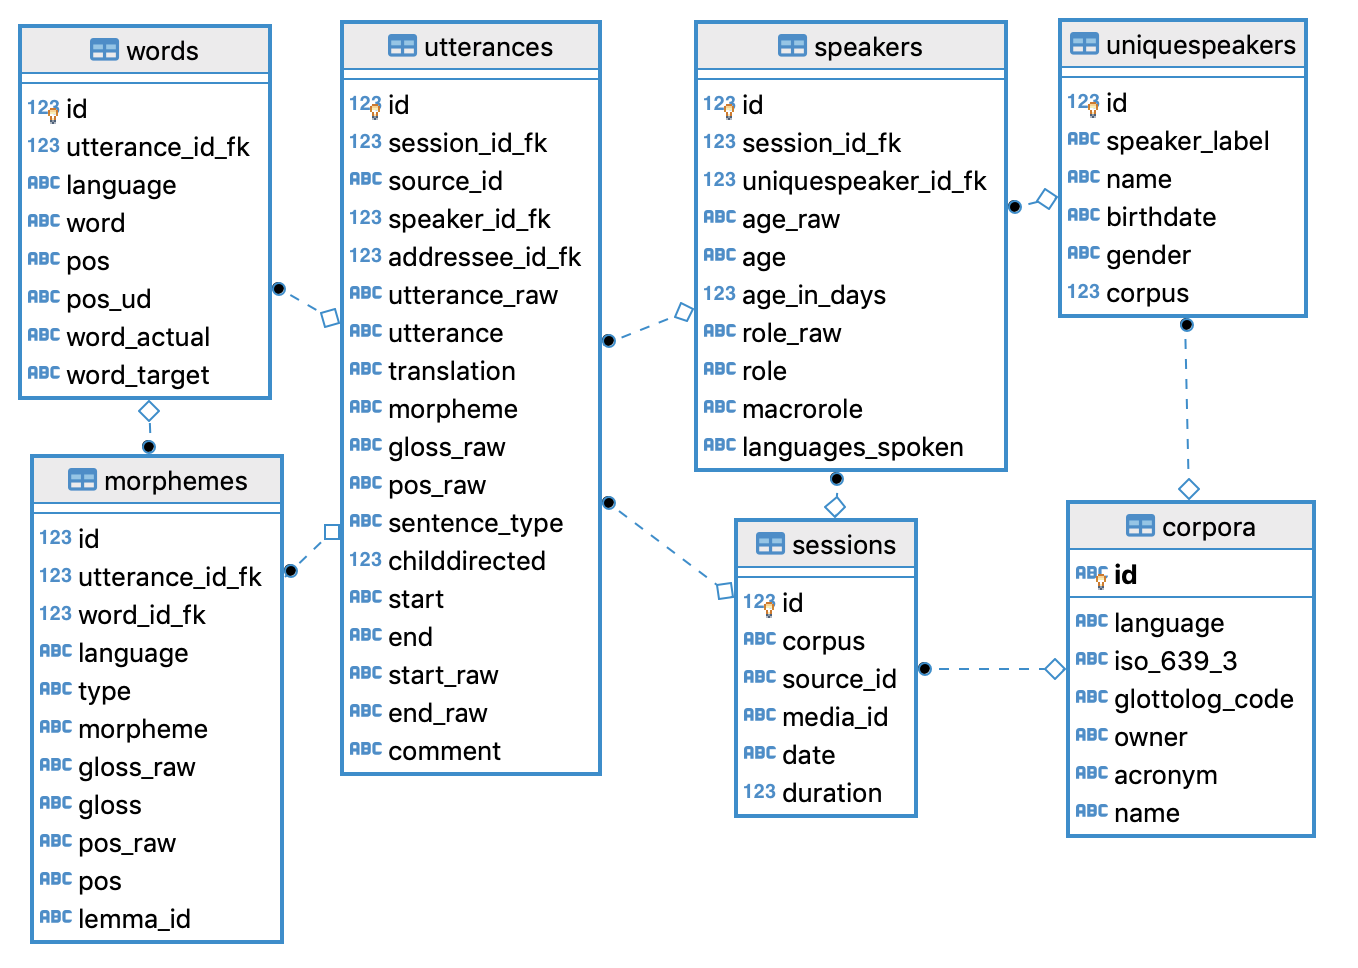 words
123 id
123 utterance_id_fk
ABC language
ABC word
ABC pos
ABC pos_ud
ABC word_actual
ABC word_target
morphemes
123 id
123 utterance_id_fk
123 word_id_fk
ABC language
ABC type
ABC morpheme
ABC gloss_raw
ABC gloss
ABC pos_raw
ABC pos
ABC lemma_id
utterances
123 id
123 session_id_fk
ABC source_id
123 speaker_id_fk
123 addressee_id_fk
ABC utterance_raw
ABC utterance
ABC translation
ABC morpheme
ABC gloss_raw
ABC pos_raw
ABC sentence_type
123 childdirected
ABC start
ABC end
ABC start_raw
ABC end_raw
ABC comment
speakers
123 id
123 session_id_fk
123 uniquespeaker_id_fk
ABC age_raw
ABC age
123 age_in_days
ABC role_raw
ABC role
ABC macrorole
ABC languages_spoken
sessions
123 id
ABC corpus
ABC source_id
ABC media_id
ABC date
123 duration
uniquespeakers
123 id
ABC speaker_label
ABC name
ABC birthdate
ABC gender
123 corpus
corpora
ABC id
ABC language
ABC iso_639_3
ABC glottolog_code
ABC owner
ABC acronym
ABC name